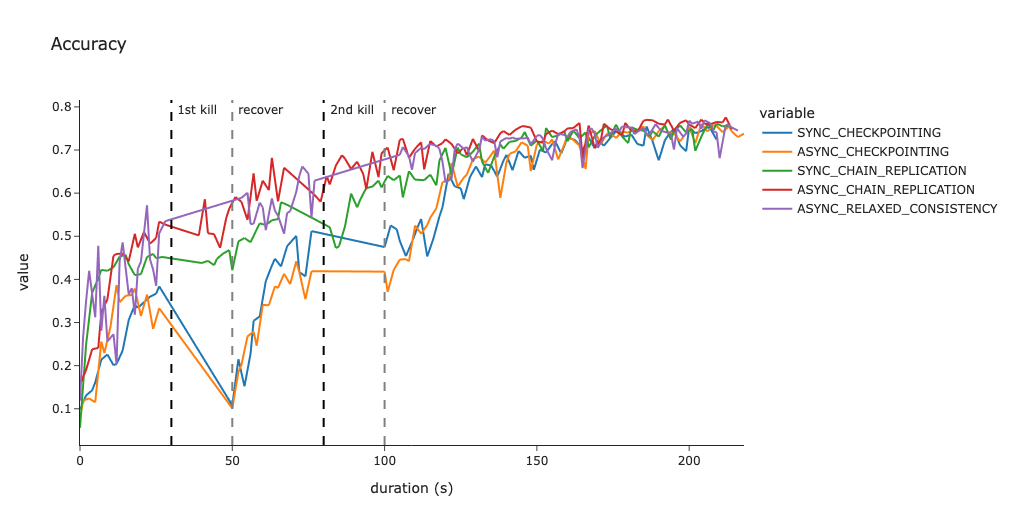 Accuracy
1st kill
recover
2nd kill
recover
variable
SYNC_CHECKPOINTING
ASYNC_CHECKPOINTING
SYNC_CHAIN_REPLICATION
ASYNC_CHAIN_REPLICATION
ASYNC_RELAXED_CONSISTENCY
value
0.8
0.7
0.6
0.5
0.4
0.3
0.2
0.1
0
50
100
150
200
duration (s)